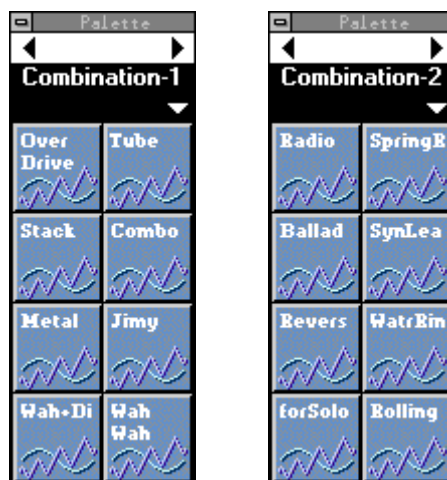 Palette
Combination-1
Over
Drive
Tube
Stack
Combo
Metal
Jimy
Wah+Di
Wah
Wah
Palette
Combination-2
Radio
SpringR
Ballad
SynLea
Revers
WatrRin
forSolo
Rolling